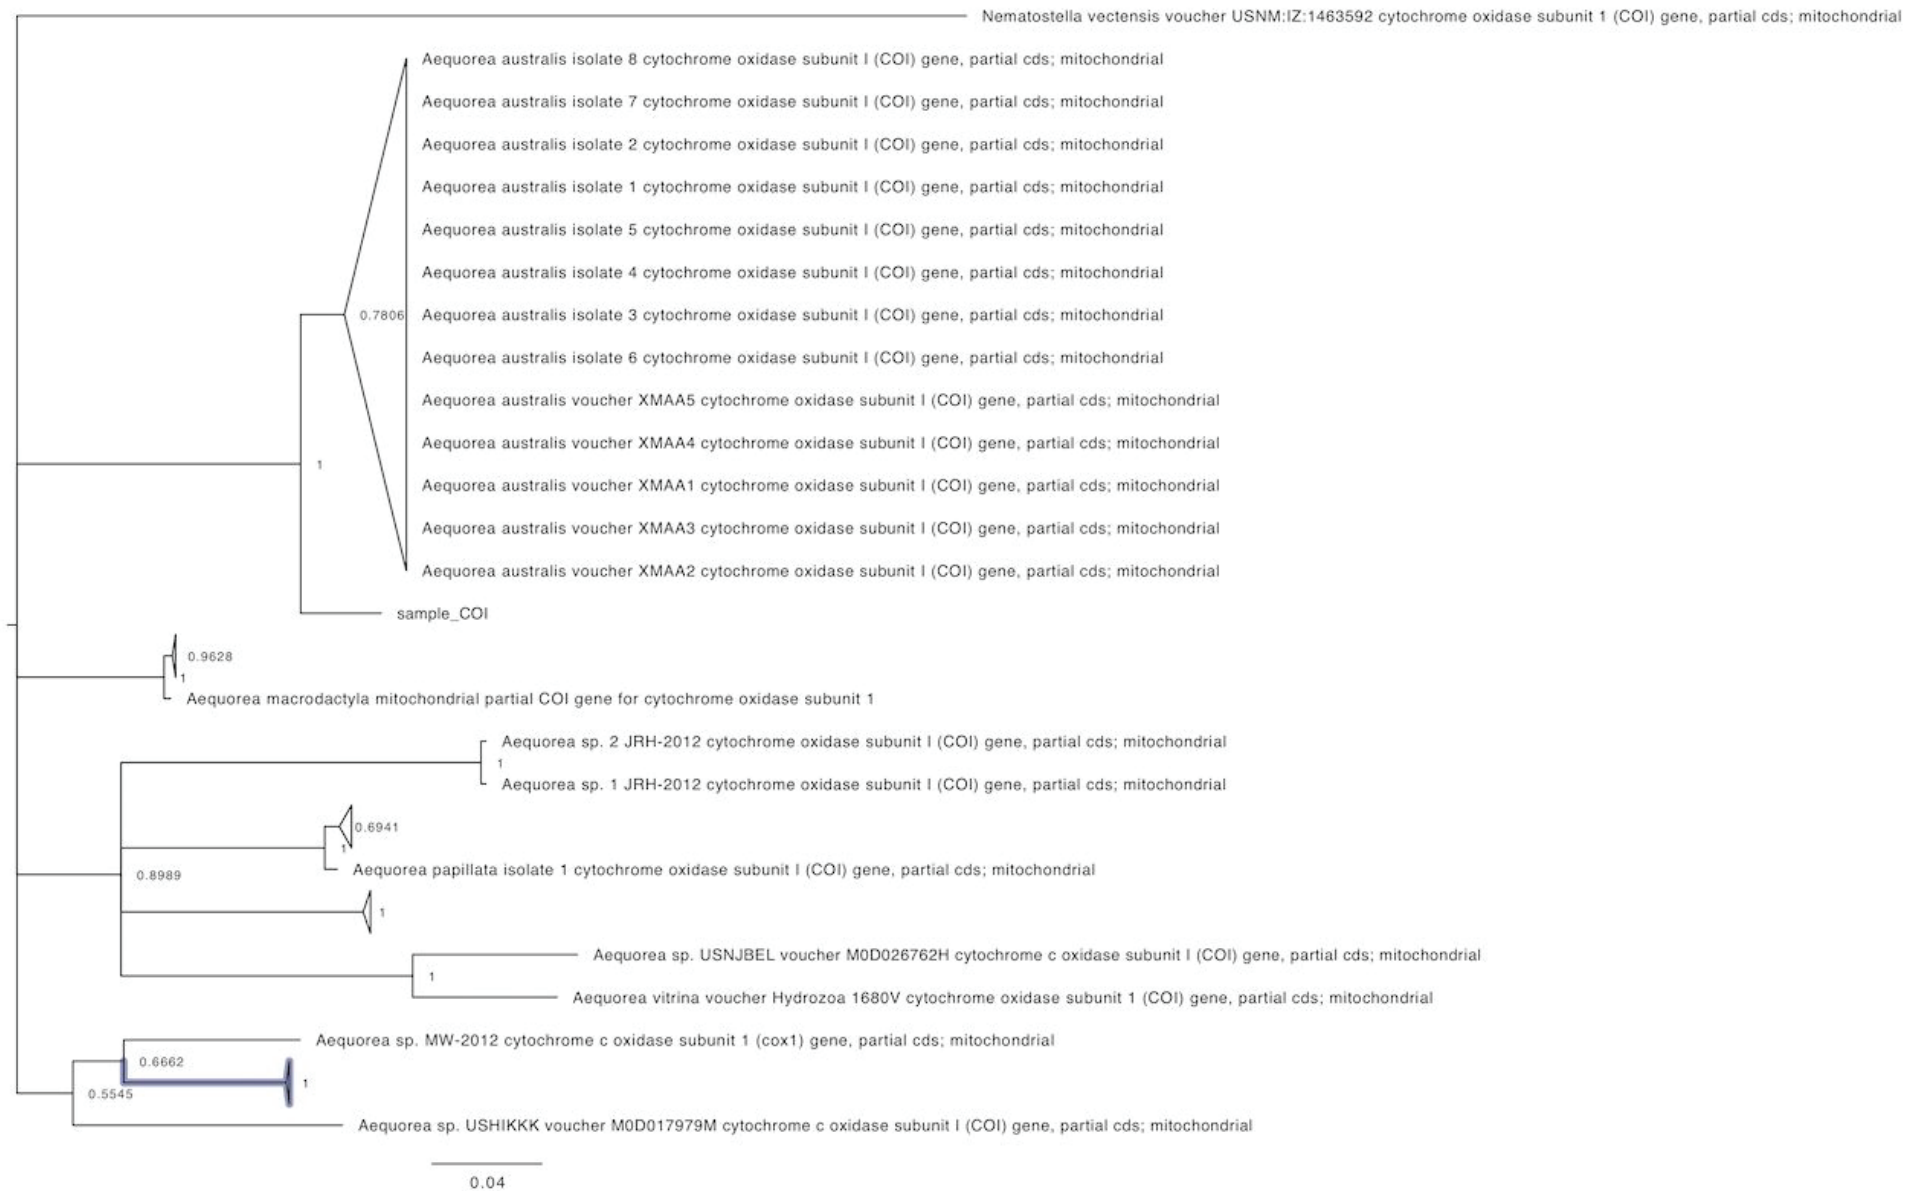 Nematostella vectensis voucher USNM:IZ:1463592 cytochrome oxidase subunit 1 (COI) gene, partial cds; mitochondrial
Aequorea australis isolate 8 cytochrome oxidase subunit I (COI) gene, partial cds; mitochondrial
Aequorea australis isolate 7 cytochrome oxidase subunit I (COI) gene, partial cds; mitochondrial
Aequorea australis isolate 2 cytochrome oxidase subunit I (COI) gene, partial cds; mitochondrial
Aequorea australis isolate 1 cytochrome oxidase subunit I (COI) gene, partial cds; mitochondrial
Aequorea australis isolate 5 cytochrome oxidase subunit I (COI) gene, partial cds; mitochondrial
Aequorea australis isolate 4 cytochrome oxidase subunit I (COI) gene, partial cds; mitochondrial
0.7806 Aequorea australis isolate 3 cytochrome oxidase subunit I (COI) gene, partial cds; mitochondrial
Aequorea australis isolate 6 cytochrome oxidase subunit I (COI) gene, partial cds; mitochondrial
Aequorea australis voucher XMAA5 cytochrome oxidase subunit I (COI) gene, partial cds; mitochondrial
Aequorea australis voucher XMAA4 cytochrome oxidase subunit I (COI) gene, partial cds; mitochondrial
1
Aequorea australis voucher XMAA1 cytochrome oxidase subunit I (COI) gene, partial cds; mitochondrial
Aequorea australis voucher XMAA3 cytochrome oxidase subunit I (COI) gene, partial cds; mitochondrial
Aequorea australis voucher XMAA2 cytochrome oxidase subunit I (COI) gene, partial cds; mitochondrial
sample_COI
0.9628
1
Aequorea macrodactyla mitochondrial partial COI gene for cytochrome oxidase subunit 1
Aequorea sp. 2 JRH-2012 cytochrome oxidase subunit I (COI) gene, partial cds; mitochondrial
1
Aequorea sp. 1 JRH-2012 cytochrome oxidase subunit I (COI) gene, partial cds; mitochondrial
0.6941
1
Aequorea papillata isolate 1 cytochrome oxidase subunit I (COI) gene, partial cds; mitochondrial
0.8989
1
Aequorea sp. USNJBEL voucher M0D026762H cytochrome c oxidase subunit I (COI) gene, partial cds; mitochondrial
1
Aequorea vitrina voucher Hydrozoa 1680V cytochrome oxidase subunit 1 (COI) gene, partial cds; mitochondrial
Aequorea sp. MW-2012 cytochrome c oxidase subunit 1 (cox1) gene, partial cds; mitochondrial
0.6662
1
0.5545
Aequorea sp. USHIKKK voucher M0D017979M cytochrome c oxidase subunit I (COI) gene, partial cds; mitochondrial
0.04